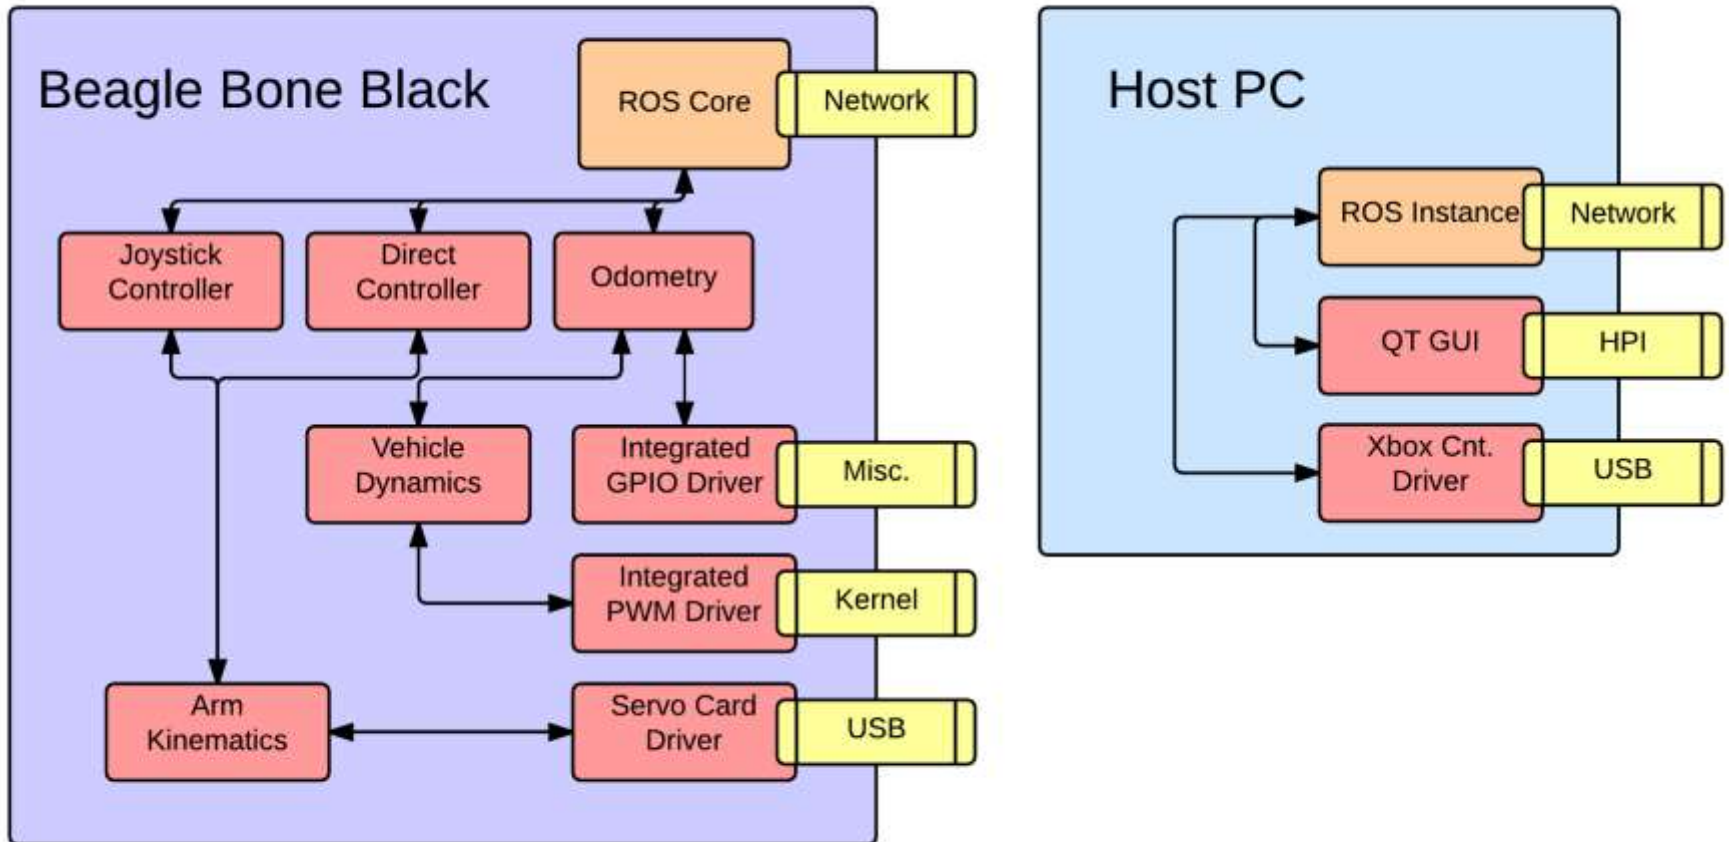 Beagle Bone Black
ROS Core
Network
Joystick
Controller
Direct
Controller
Odometry
Vehicle
Dynamics
Integrated
GPIO Driver
Misc.
Integrated
PWM Driver
Kernel
Arm
Kinematics
Servo Card
Driver
USB
Host PC
ROS Instance
Network
QT GUI
HPI
Xbox Cnt.
Driver
USB